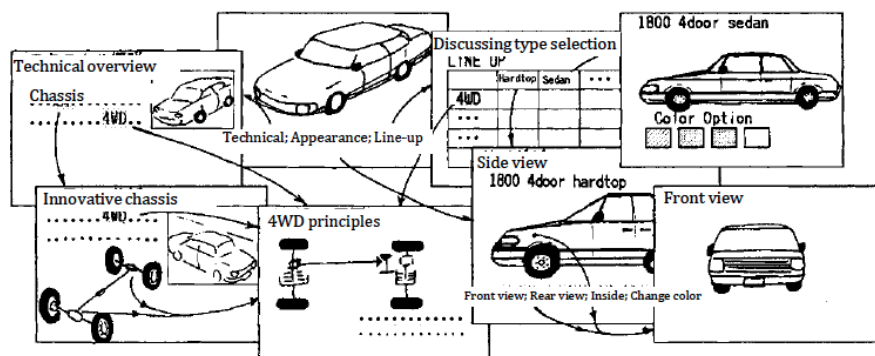 Technical overview
Chassis
4WD
Technical; Appearance; Line-up
Discussing type selection
LINE UP
Hardtop Sedan ...
4WD
...
...
1800 4door sedan
Color Option
Innovative chassis
4WD
4WD principles
Side view
1800 4door hardtop
Front view; Rear view; Inside; Change color
Front view